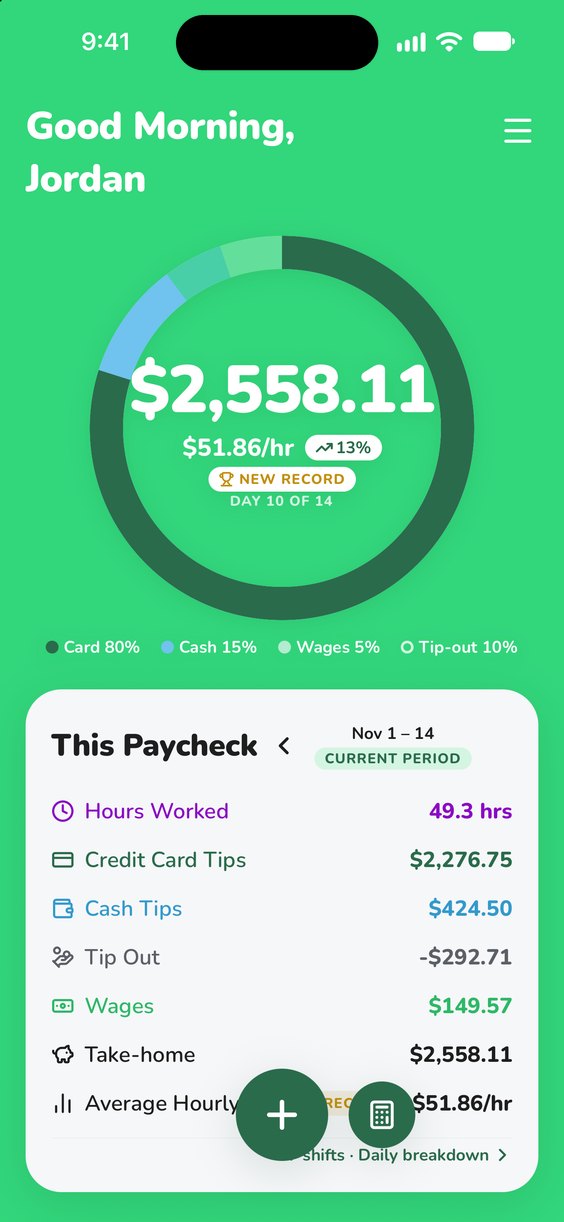 9:41
Good Morning,
Jordan
$2,558.11
$51.86/hr 13%
NEW RECORD
DAY 10 OF 14
Card 80% Cash 15% Wages 5% Tip-out 10%
This Paycheck
Nov 1 – 14
CURRENT PERIOD
Hours Worked 49.3 hrs
Credit Card Tips $2,276.75
Cash Tips $424.50
Tip Out -$292.71
Wages $149.57
Take-home $2,558.11
Average Hourly $51.86/hr
shifts · Daily breakdown